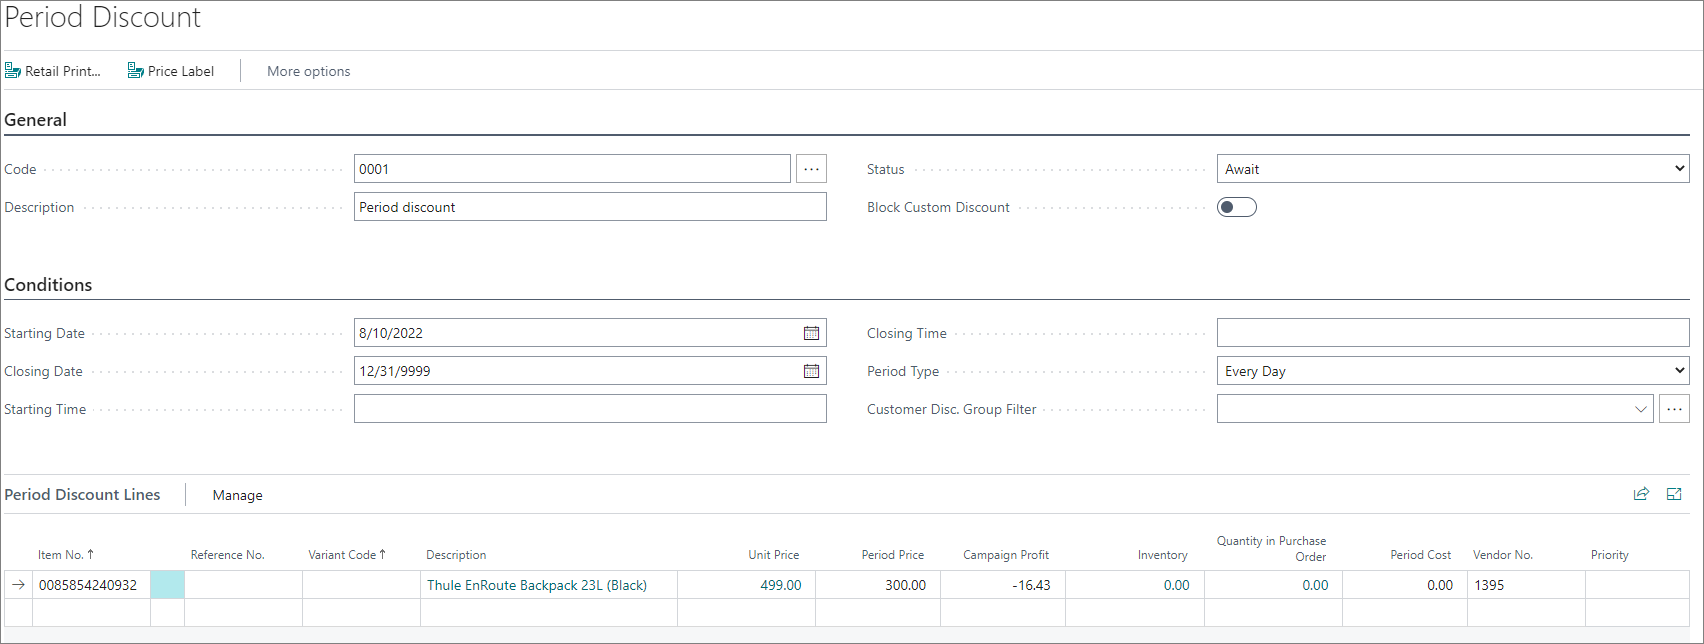 Period Discount
Retail Print... Price Label More options
General
Code 0001 ... Status Await
Description Period discount Block Custom Discount
Conditions
Starting Date 8/10/2022 Closing Time
Closing Date 12/31/9999 Period Type Every Day
Starting Time Customer Disc. Group Filter ...
Period Discount Lines Manage
Item No. ↑ Reference No. Variant Code ↑ Description Unit Price Period Price Campaign Profit Inventory Quantity in Purchase Order Period Cost Vendor No. Priority
→ 0085854240932 Thule EnRoute Backpack 23L (Black) 499.00 300.00 -16.43 0.00 0.00 0.00 1395